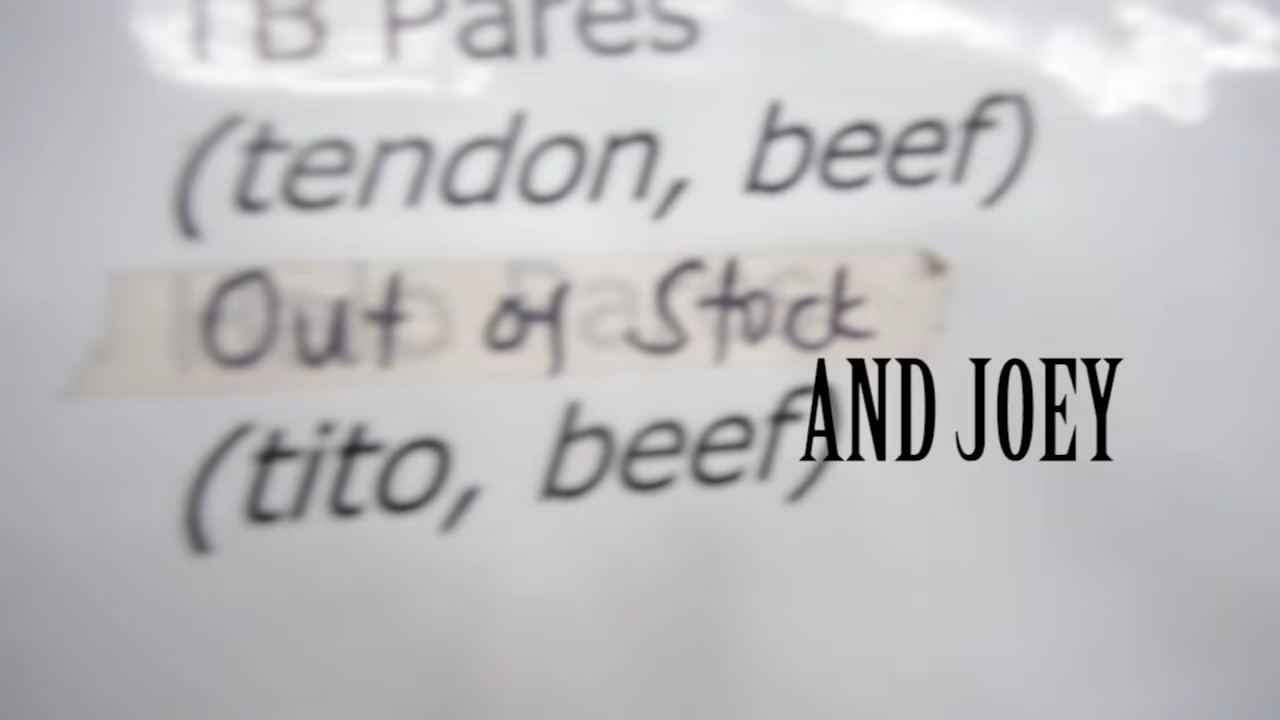 TB Pares
(tendon, beef)
Out of Stock
(tito, beef)
AND JOEY